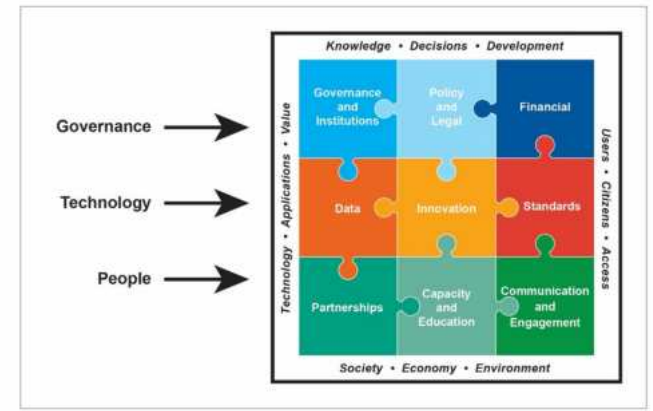 Knowledge • Decisions • Development
Governance
Technology
People
Technology • Applications • Value
Governance
and
Institutions
Policy
and
Legal
Financial
Data
Innovation
Standards
Partnerships
Capacity
and
Education
Communication
and
Engagement
Users • Citizens • Access
Society • Economy • Environment